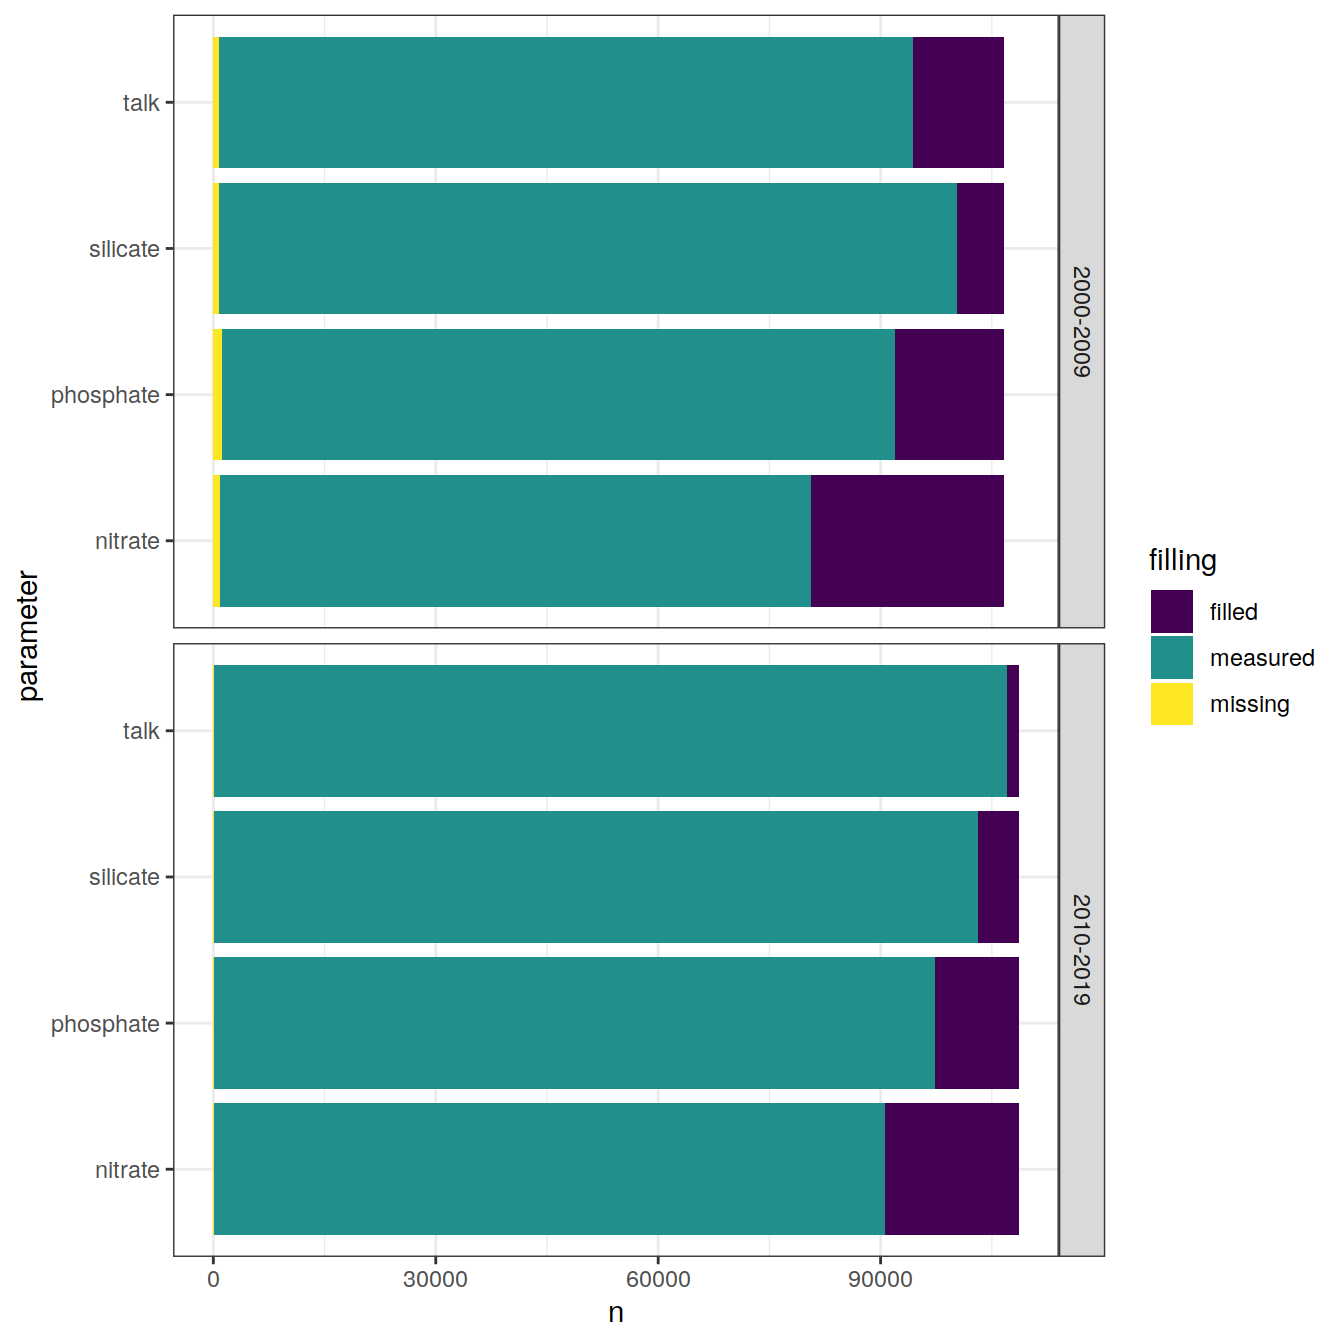 talk
silicate
phosphate
nitrate
2000-2009
talk
silicate
phosphate
nitrate
2010-2019
0 30000 60000 90000
n
parameter
filling
filled
measured
missing